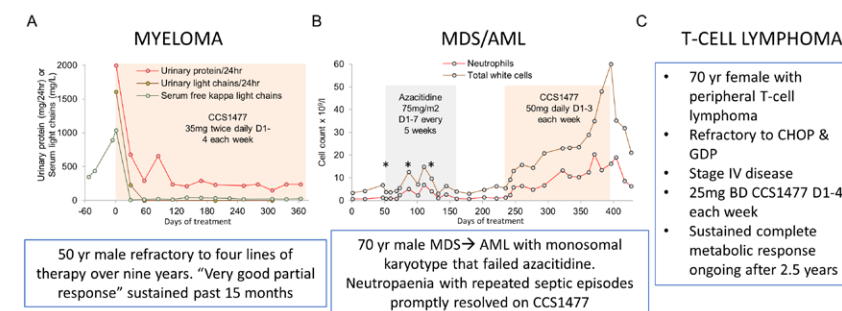 A
MYELOMA
Urinary protein (mg/24hr) or
Serum light chains (mg/L)
2000
1500
1000
500
0
Urinary protein/24hr
Urinary light chains/24hr
Serum free kappa light chains
CCS1477
35mg twice daily D1-
4 each week
-60
0
60
120
180
240
300
360
Days of treatment
50 yr male refractory to four lines of
therapy over nine years. “Very good partial
response” sustained past 15 months
B
MDS/AML
Cell count x 10⁹/l
60
50
40
30
20
10
0
Neutrophils
Total white cells
Azacitidine
75mg/m2
D1-7 every
5 weeks
CCS1477
50mg daily D1-3
each week
* * *
0
100
200
300
400
Days of treatment
70 yr male MDS→ AML with monosomal
karyotype that failed azacitidine.
Neutropaenia with repeated septic episodes
promptly resolved on CCS1477
C
T-CELL LYMPHOMA
• 70 yr female with
peripheral T-cell
lymphoma
• Refractory to CHOP &
GDP
• Stage IV disease
• 25mg BD CCS1477 D1-4
each week
• Sustained complete
metabolic response
ongoing after 2.5 years